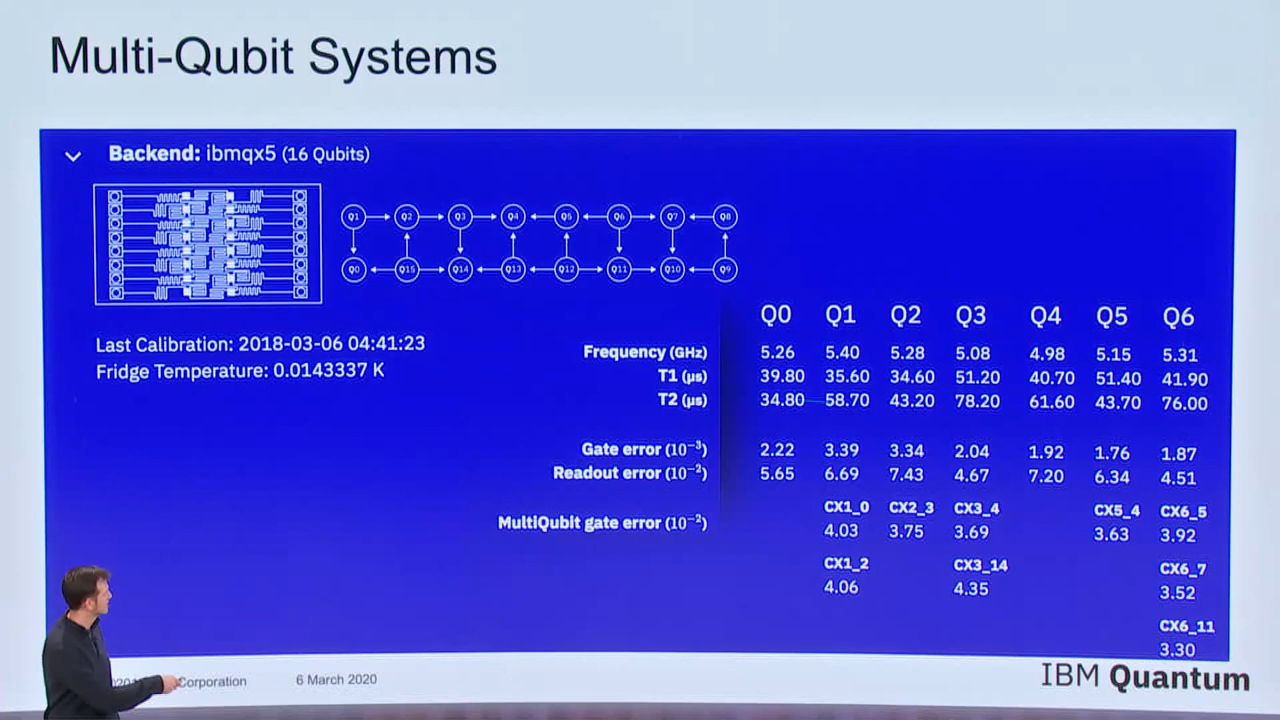 Multi-Qubit Systems
Backend: ibmqx5 (16 Qubits)
Q1 Q2 Q3 Q4 Q5 Q6 Q7 Q8
Q0 Q15 Q14 Q13 Q12 Q11 Q10 Q9
Last Calibration: 2018-03-06 04:41:23
Fridge Temperature: 0.0143337 K
Q0 Q1 Q2 Q3 Q4 Q5 Q6
Frequency (GHz) 5.26 5.40 5.28 5.08 4.98 5.15 5.31
T1 (μs) 39.80 35.60 34.60 51.20 40.70 51.40 41.90
T2 (μs) 34.80 58.70 43.20 78.20 61.60 43.70 76.00
Gate error (10⁻³) 2.22 3.39 3.34 2.04 1.92 1.76 1.87
Readout error (10⁻²) 5.65 6.69 7.43 4.67 7.20 6.34 4.51
CX1_0 CX2_3 CX3_4 CX5_4 CX6_5
MultiQubit gate error (10⁻²) 4.03 3.75 3.69 3.63 3.92
CX1_2 CX3_14 CX6_7
4.06 4.35 3.52
CX6_11
3.30
Corporation 6 March 2020
IBM Quantum